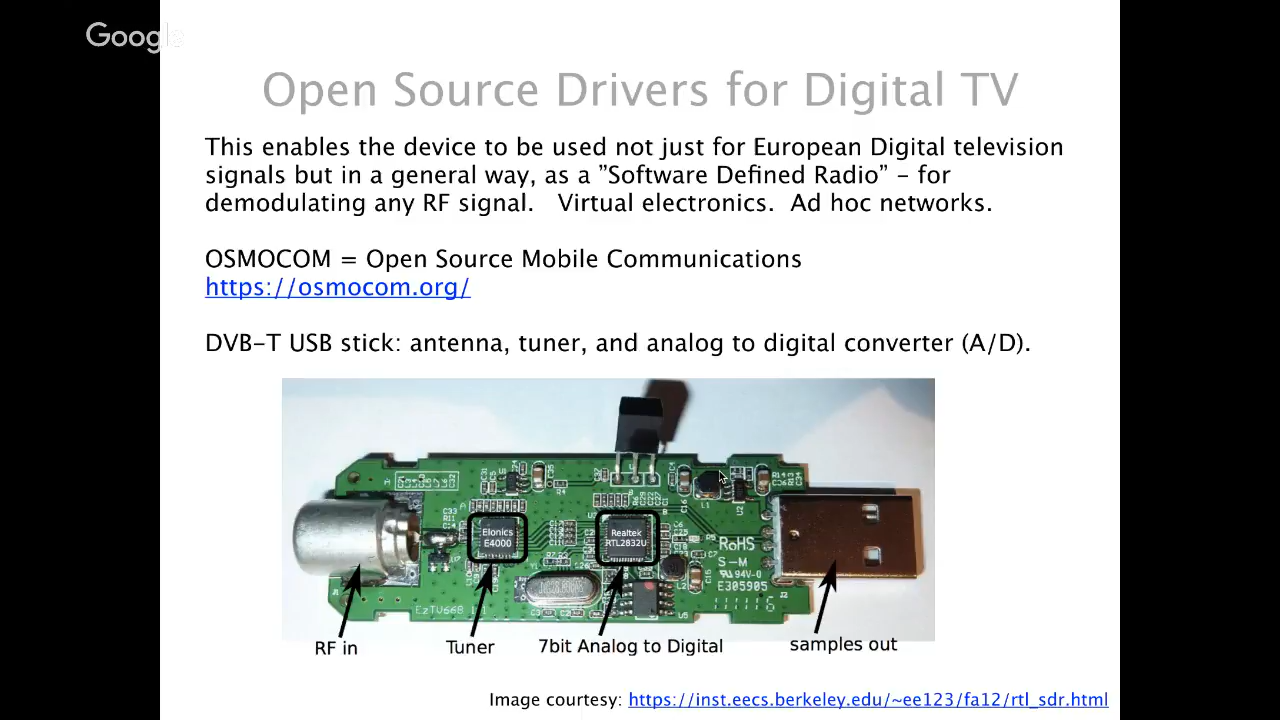 Google
Open Source Drivers for Digital TV
This enables the device to be used not just for European Digital television
signals but in a general way, as a ”Software Defined Radio” – for
demodulating any RF signal. Virtual electronics. Ad hoc networks.
OSMOCOM = Open Source Mobile Communications
https://osmocom.org/
DVB-T USB stick: antenna, tuner, and analog to digital converter (A/D).
Elonics
E4000
Realtek
RTL2832U
RoHS
S-M
94V-0
E305905
EzTV668
RF in
Tuner
7bit Analog to Digital
samples out
Image courtesy: https://inst.eecs.berkeley.edu/~ee123/fa12/rtl_sdr.html